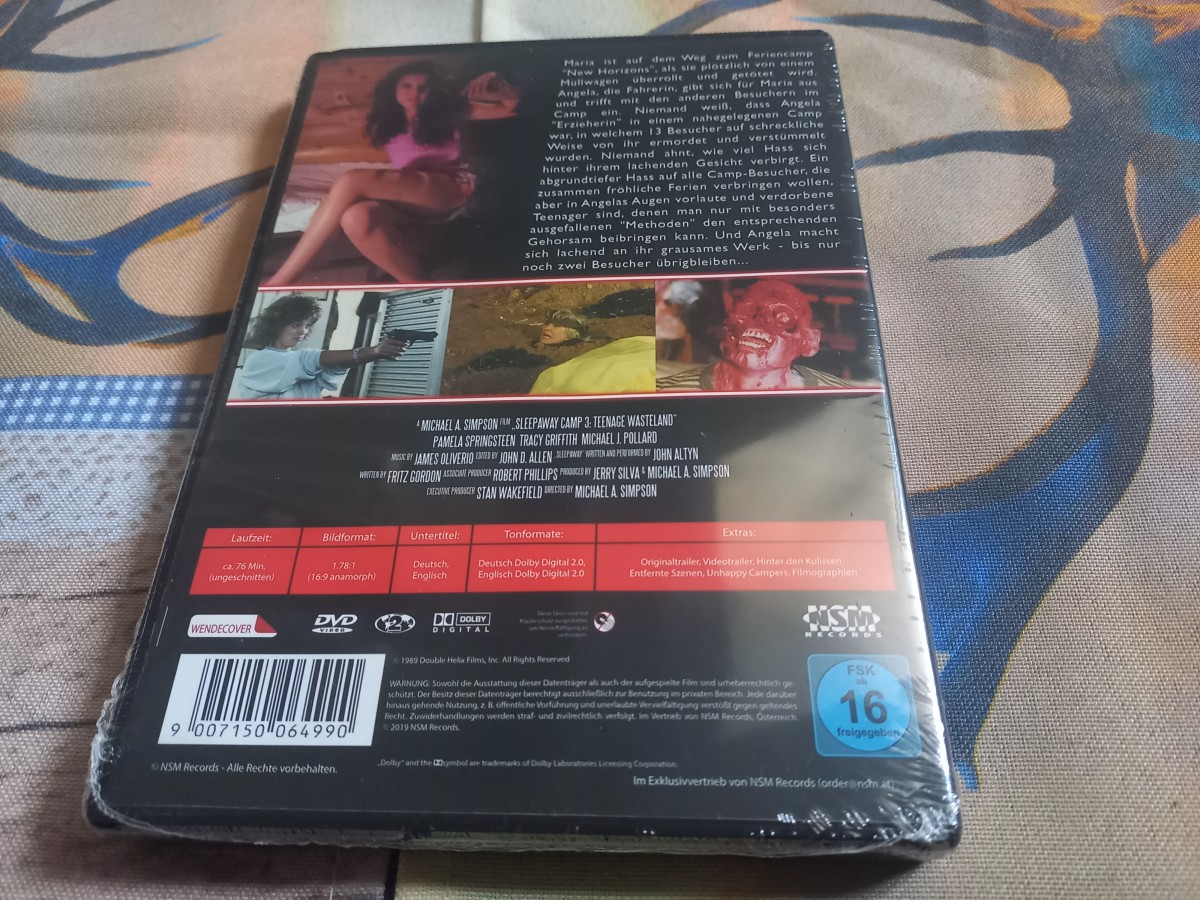 Maria ist auf dem Weg zum Feriencamp
"New Horizons", als sie plötzlich von einem
Müllwagen überrollt und getötet wird.
Angela, die Fahrerin, gibt sich für Maria aus
und trifft mit den anderen Besuchern im
Camp ein. Niemand weiß, dass Angela
"Erzieherin" in einem nahegelegenen Camp
war, in welchem 13 Besucher auf schreckliche
Weise von ihr ermordet und verstümmelt
wurden. Niemand ahnt, wie viel Hass sich
hinter ihrem lachenden Gesicht verbirgt. Ein
abgrundtiefer Hass auf alle Camp-Besucher, die
zusammen fröhliche Ferien verbringen wollen,
aber in Angelas Augen vorlaute und verdorbene
Teenager sind, denen man nur mit besonders
ausgefallenen "Methoden" den entsprechenden
Gehorsam beibringen kann. Und Angela macht
sich lachend an ihr grausames Werk - bis nur
noch zwei Besucher übrigbleiben...
A MICHAEL A. SIMPSON FILM „SLEEPAWAY CAMP 3: TEENAGE WASTELAND"
PAMELA SPRINGSTEEN TRACY GRIFFITH MICHAEL J. POLLARD
MUSIC BY JAMES OLIVERIO EDITED BY JOHN D. ALLEN „SLEEPAWAY" WRITTEN AND PERFORMED BY JOHN ALTYN
WRITTEN BY FRITZ GORDON ASSOCIATE PRODUCER ROBERT PHILLIPS PRODUCED BY JERRY SILVA & MICHAEL A. SIMPSON
EXECUTIVE PRODUCER STAN WAKEFIELD DIRECTED BY MICHAEL A. SIMPSON
Laufzeit: Bildformat: Untertitel: Tonformate: Extras:
ca. 76 Min. 1.78:1 Deutsch, Deutsch Dolby Digital 2.0, Originaltrailer, Videotrailer, Hinter den Kulissen,
(ungeschnitten) (16:9 anamorph) Englisch Englisch Dolby Digital 2.0 Entfernte Szenen, Unhappy Campers, Filmographien
WENDECOVER DVD VIDEO 2 DOLBY DIGITAL
NSM
RECORDS
© 1989 Double Helix Films, Inc. All Rights Reserved
WARNUNG: Sowohl die Ausstattung dieser Datenträger als auch der aufgespielte Film sind urheberrechtlich ge-
schützt. Der Besitz dieser Datenträger berechtigt ausschließlich zur Benutzung im privaten Bereich. Jede darüber
hinaus gehende Nutzung, z. B. öffentliche Vorführung und unerlaubte Vervielfältigung verstößt gegen geltendes
Recht. Zuwiderhandlungen werden straf- und zivilrechtlich verfolgt. Im Vertrieb von NSM Records, Österreich.
© 2019 NSM Records.
FSK
ab
16
freigegeben
9 007150 064990
© NSM Records - Alle Rechte vorbehalten.
„Dolby" and the symbol are trademarks of Dolby Laboratories Licensing Corporation.
Im Exklusivvertrieb von NSM Records (order@nsm.at)